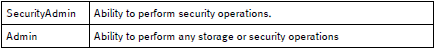 SecurityAdmin Ability to perform security operations.
Admin Ability to perform any storage or security operations